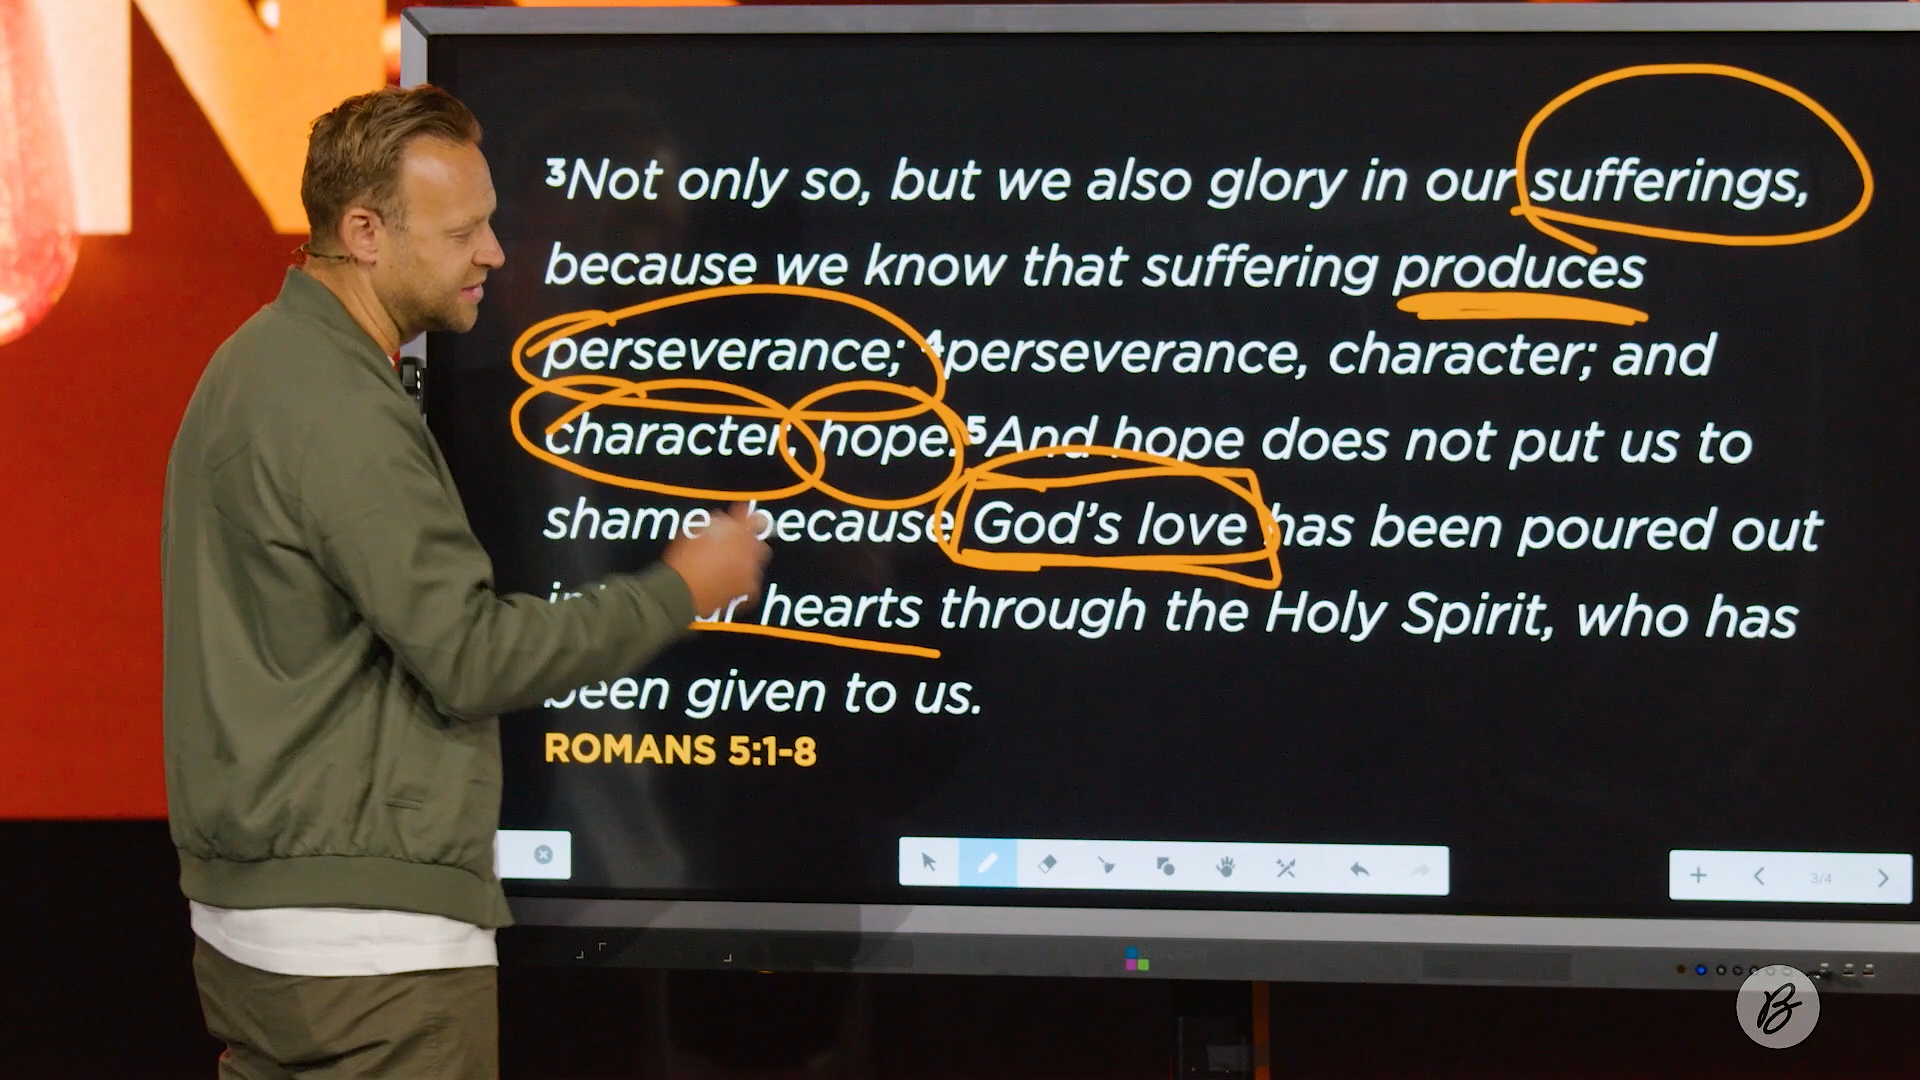 ³Not only so, but we also glory in our sufferings,
because we know that suffering produces
perseverance; ⁴perseverance, character; and
character, hope. ⁵And hope does not put us to
shame, because God's love has been poured out
hearts through the Holy Spirit, who has
been given to us.
ROMANS 5:1-8
3/4
B